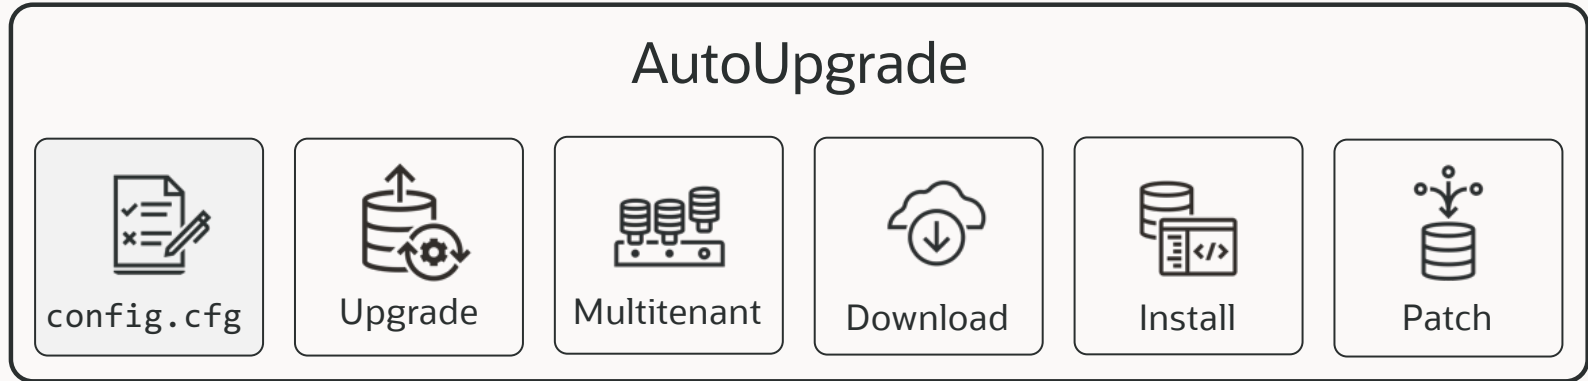 AutoUpgrade
config.cfg
Upgrade
Multitenant
Download
Install
Patch